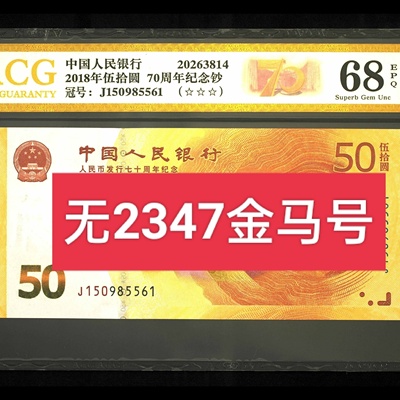 CG
GUARANTY
中国人民银行 20263814
2018年伍拾圆 70周年纪念钞
冠号: J150985561 (☆☆☆)
70
68
EPQ
Superb Gem Unc
中国人民银行
人民币发行七十周年纪念
50
伍拾圆
无2347金马号
50
J150985561